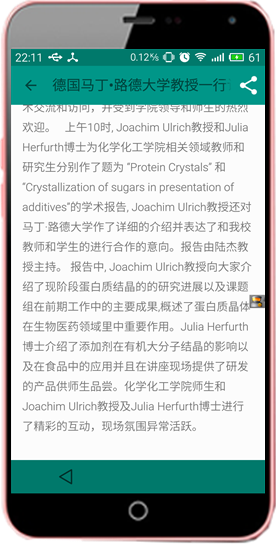 22:11 0.12% 61
德国马丁•路德大学教授一行
术交流和访问，并受到学院领导和师生的热烈
欢迎。 上午10时, Joachim Ulrich教授和Julia
Herfurth博士为化学化工学院相关领域教师和
研究生分别作了题为 “Protein Crystals” 和
“Crystallization of sugars in presentation of
additives”的学术报告, Joachim Ulrich教授还对
马丁·路德大学作了详细的介绍并表达了和我校
教师和学生的进行合作的意向。报告由陆杰教
授主持。 报告中, Joachim Ulrich教授向大家介
绍了现阶段蛋白质结晶的的研究进展以及课题
组在前期工作中的主要成果,概述了蛋白质晶体
在生物医药领域里中重要作用。Julia Herfurth
博士介绍了添加剂在有机大分子结晶的影响以
及在食品中的应用并且在讲座现场提供了研发
的产品供师生品尝。化学化工学院师生和
Joachim Ulrich教授及Julia Herfurth博士进行
了精彩的互动，现场氛围异常活跃。